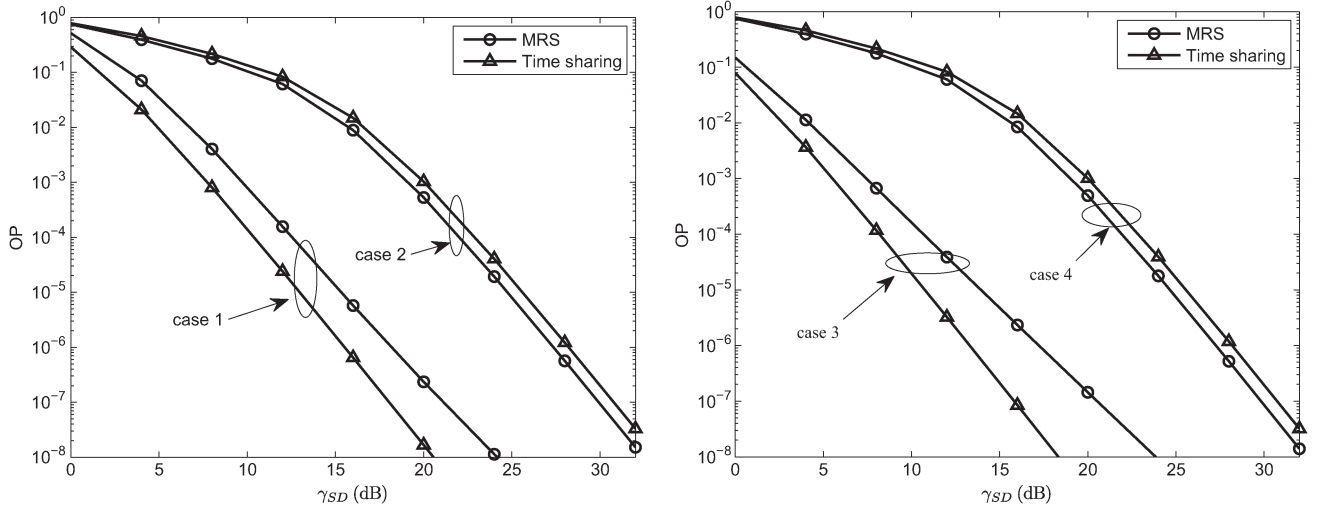 10^0
10^-1
10^-2
10^-3
10^-4
10^-5
10^-6
10^-7
10^-8
OP
MRS
Time sharing
case 2
case 1
0 5 10 15 20 25 30
γ_SD (dB)
10^0
10^-1
10^-2
10^-3
10^-4
10^-5
10^-6
10^-7
10^-8
OP
MRS
Time sharing
case 4
case 3
0 5 10 15 20 25 30
γ_SD (dB)